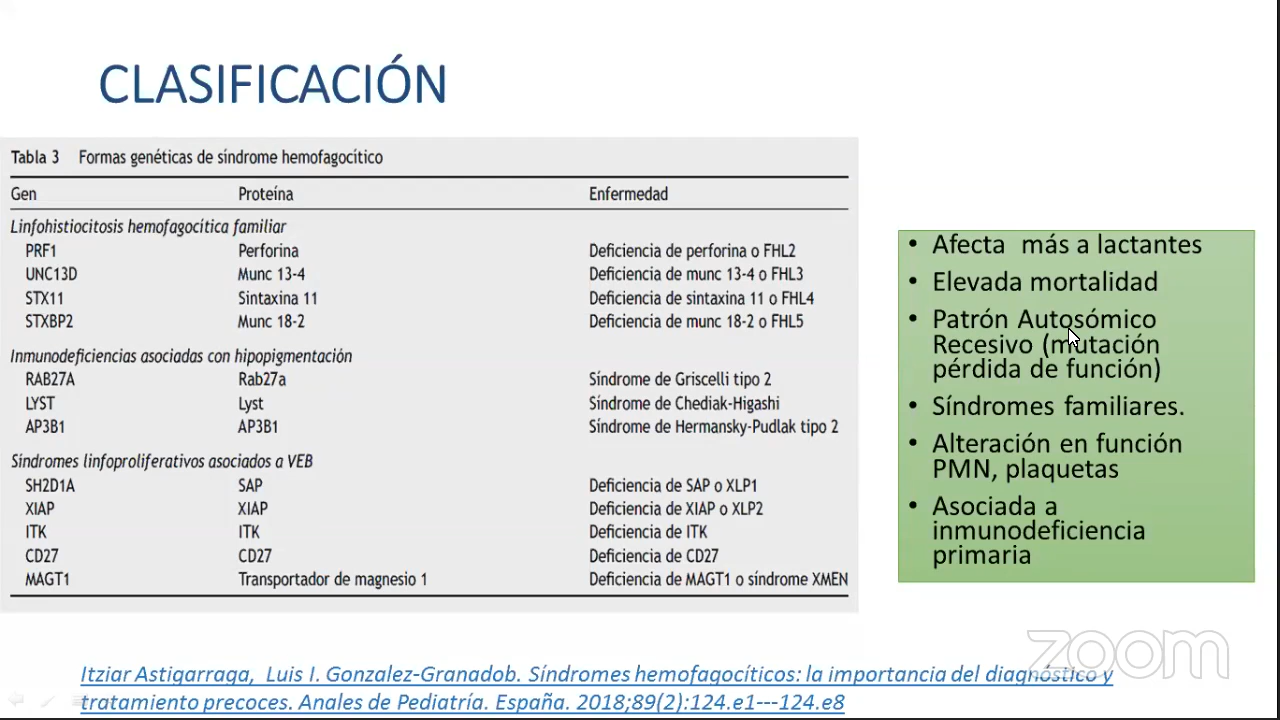 CLASIFICACIÓN
Tabla 3 Formas genéticas de síndrome hemofagocítico
Gen Proteína Enfermedad
Linfohistiocitosis hemofagocítica familiar
PRF1 Perforina Deficiencia de perforina o FHL2
UNC13D Munc 13-4 Deficiencia de munc 13-4 o FHL3
STX11 Sintaxina 11 Deficiencia de sintaxina 11 o FHL4
STXBP2 Munc 18-2 Deficiencia de munc 18-2 o FHL5
Inmunodeficiencias asociadas con hipopigmentación
RAB27A Rab27a Síndrome de Griscelli tipo 2
LYST Lyst Síndrome de Chediak-Higashi
AP3B1 AP3B1 Síndrome de Hermansky-Pudlak tipo 2
Síndromes linfoproliferativos asociados a VEB
SH2D1A SAP Deficiencia de SAP o XLP1
XIAP XIAP Deficiencia de XIAP o XLP2
ITK ITK Deficiencia de ITK
CD27 CD27 Deficiencia de CD27
MAGT1 Transportador de magnesio 1 Deficiencia de MAGT1 o síndrome XMEN
• Afecta más a lactantes
• Elevada mortalidad
• Patrón Autosómico
Recesivo (mutación
pérdida de función)
• Síndromes familiares.
• Alteración en función
PMN, plaquetas
• Asociada a
inmunodeficiencia
primaria
Itziar Astigarraga, Luis I. Gonzalez-Granadob. Síndromes hemofagocíticos: la importancia del diagnóstico y
tratamiento precoces. Anales de Pediatría. España. 2018;89(2):124.e1---124.e8
zoom